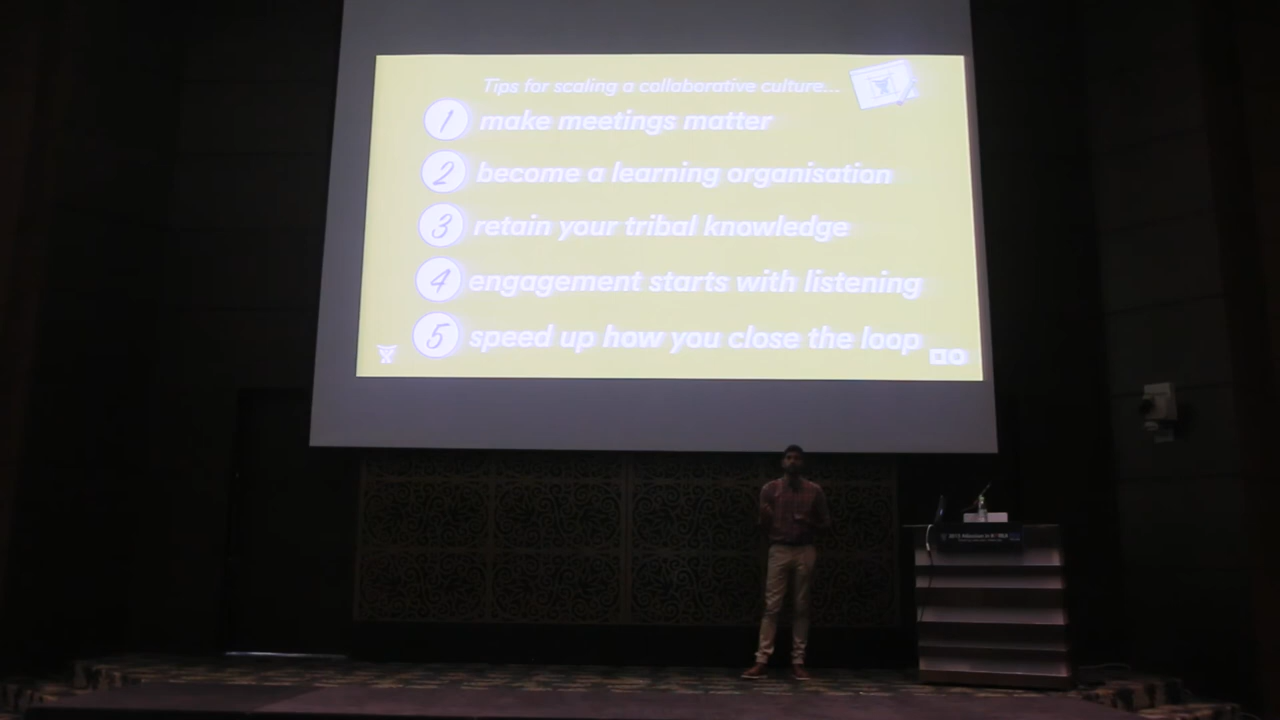 Tips for scaling a collaborative culture...
1 make meetings matter
2 become a learning organisation
3 retain your tribal knowledge
4 engagement starts with listening
5 speed up how you close the loop